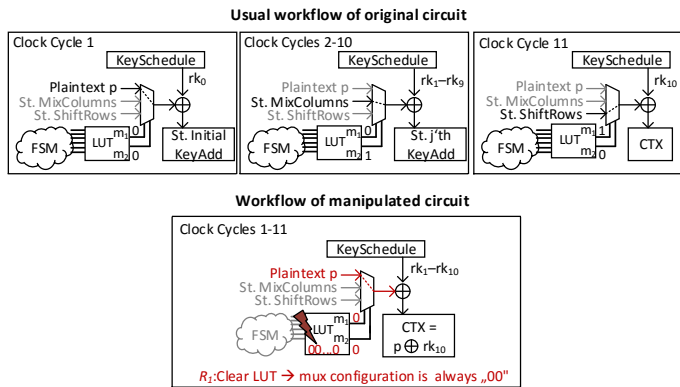 Usual workflow of original circuit
Clock Cycle 1
KeySchedule
rk0
Plaintext p
St. MixColumns
St. ShiftRows
FSM
LUT
m1
0
m2
0
St. Initial
KeyAdd
Clock Cycles 2-10
KeySchedule
rk1–rk9
Plaintext p
St. MixColumns
St. ShiftRows
FSM
LUT
m1
0
m2
1
St. j'th
KeyAdd
Clock Cycle 11
KeySchedule
rk10
Plaintext p
St. MixColumns
St. ShiftRows
FSM
LUT
m1
1
m2
0
CTX
Workflow of manipulated circuit
Clock Cycles 1-11
KeySchedule
rk1–rk10
Plaintext p
St. MixColumns
St. ShiftRows
FSM
LUT
m1
0
m2
00...0
0
CTX =
p ⊕ rk10
R1:Clear LUT → mux configuration is always „00"